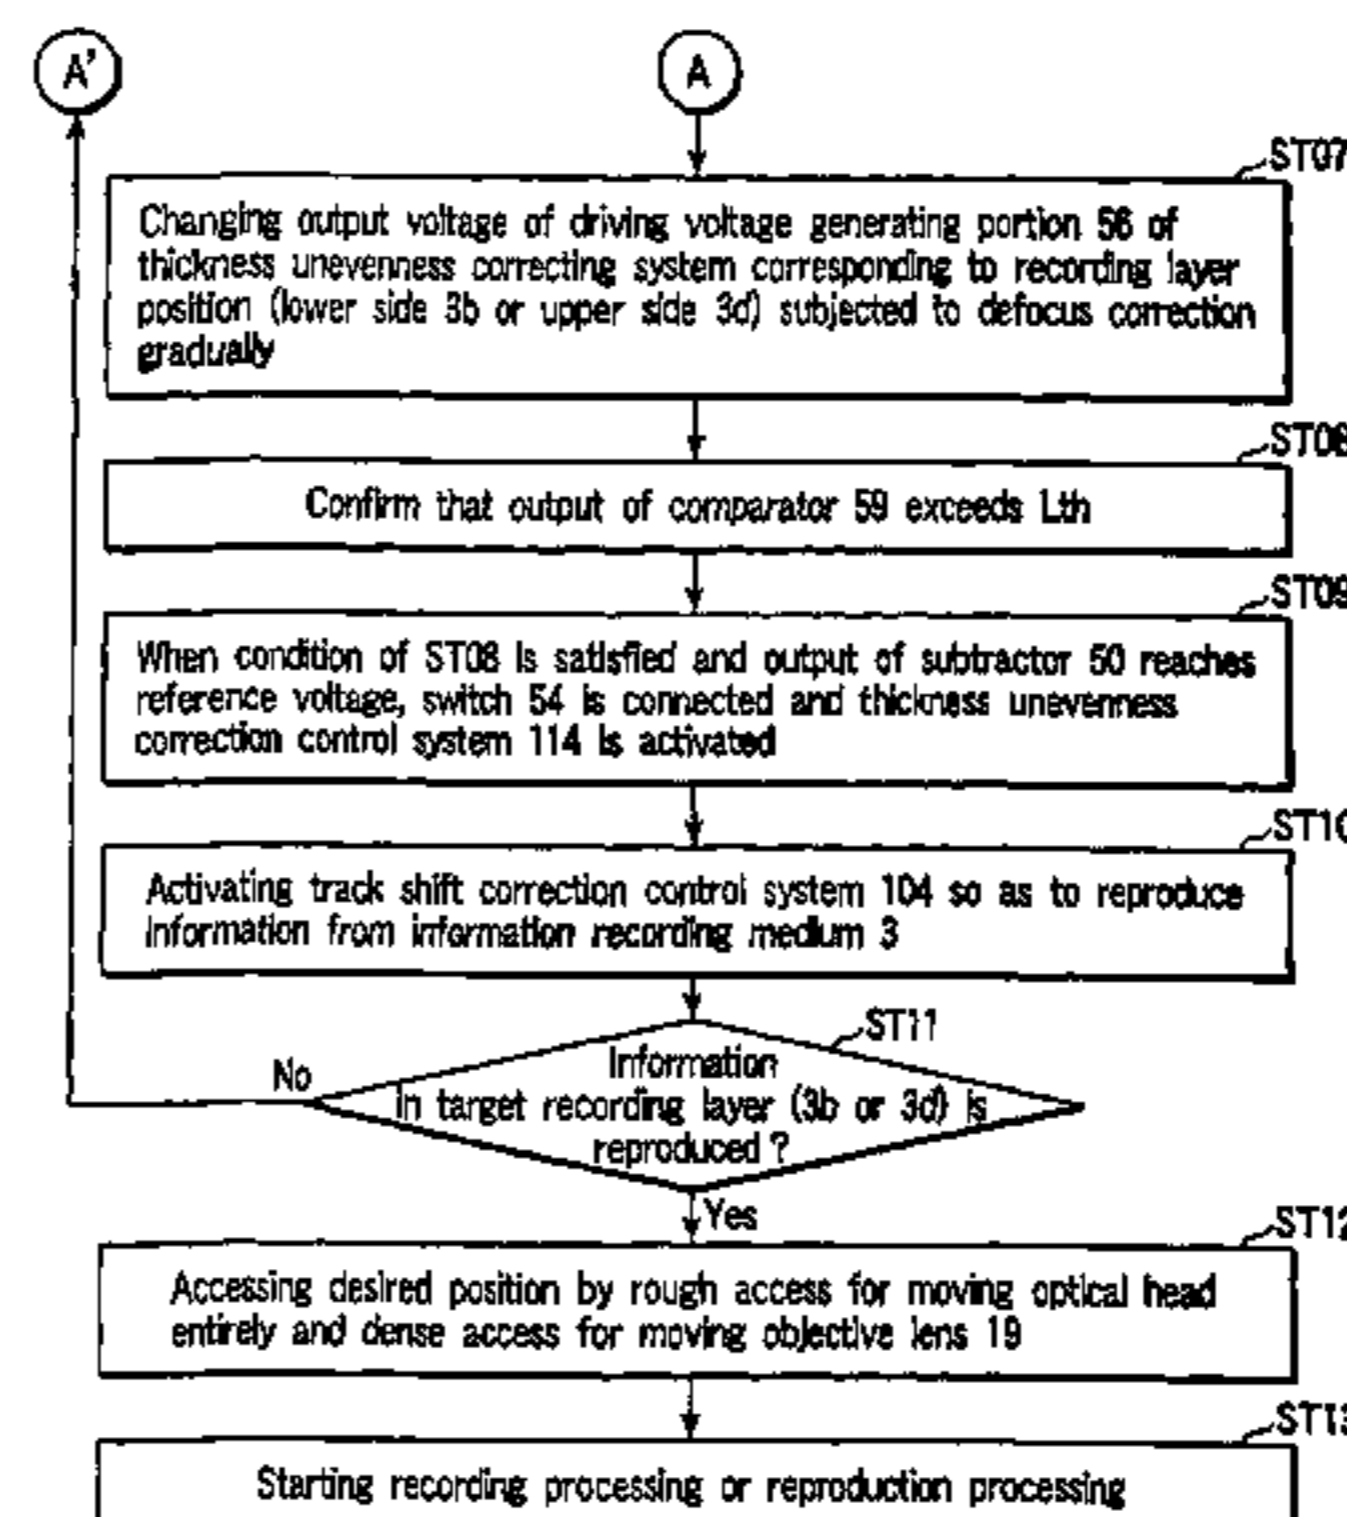 A'
A
ST07
Changing output voltage of driving voltage generating portion 56 of
thickness unevenness correcting system corresponding to recording layer
position (lower side 3b or upper side 3d) subjected to defocus correction
gradually
ST08
Confirm that output of comparator 59 exceeds Lth
ST09
When condition of ST08 is satisfied and output of subtractor 50 reaches
reference voltage, switch 54 is connected and thickness unevenness
correction control system 114 is activated
ST10
Activating track shift correction control system 104 so as to reproduce
information from information recording medium 3
ST11
Information
in target recording layer (3b or 3d) is
reproduced ?
No
Yes
ST12
Accessing desired position by rough access for moving optical head
entirely and dense access for moving objective lens 19
ST13
Starting recording processing or reproduction processing